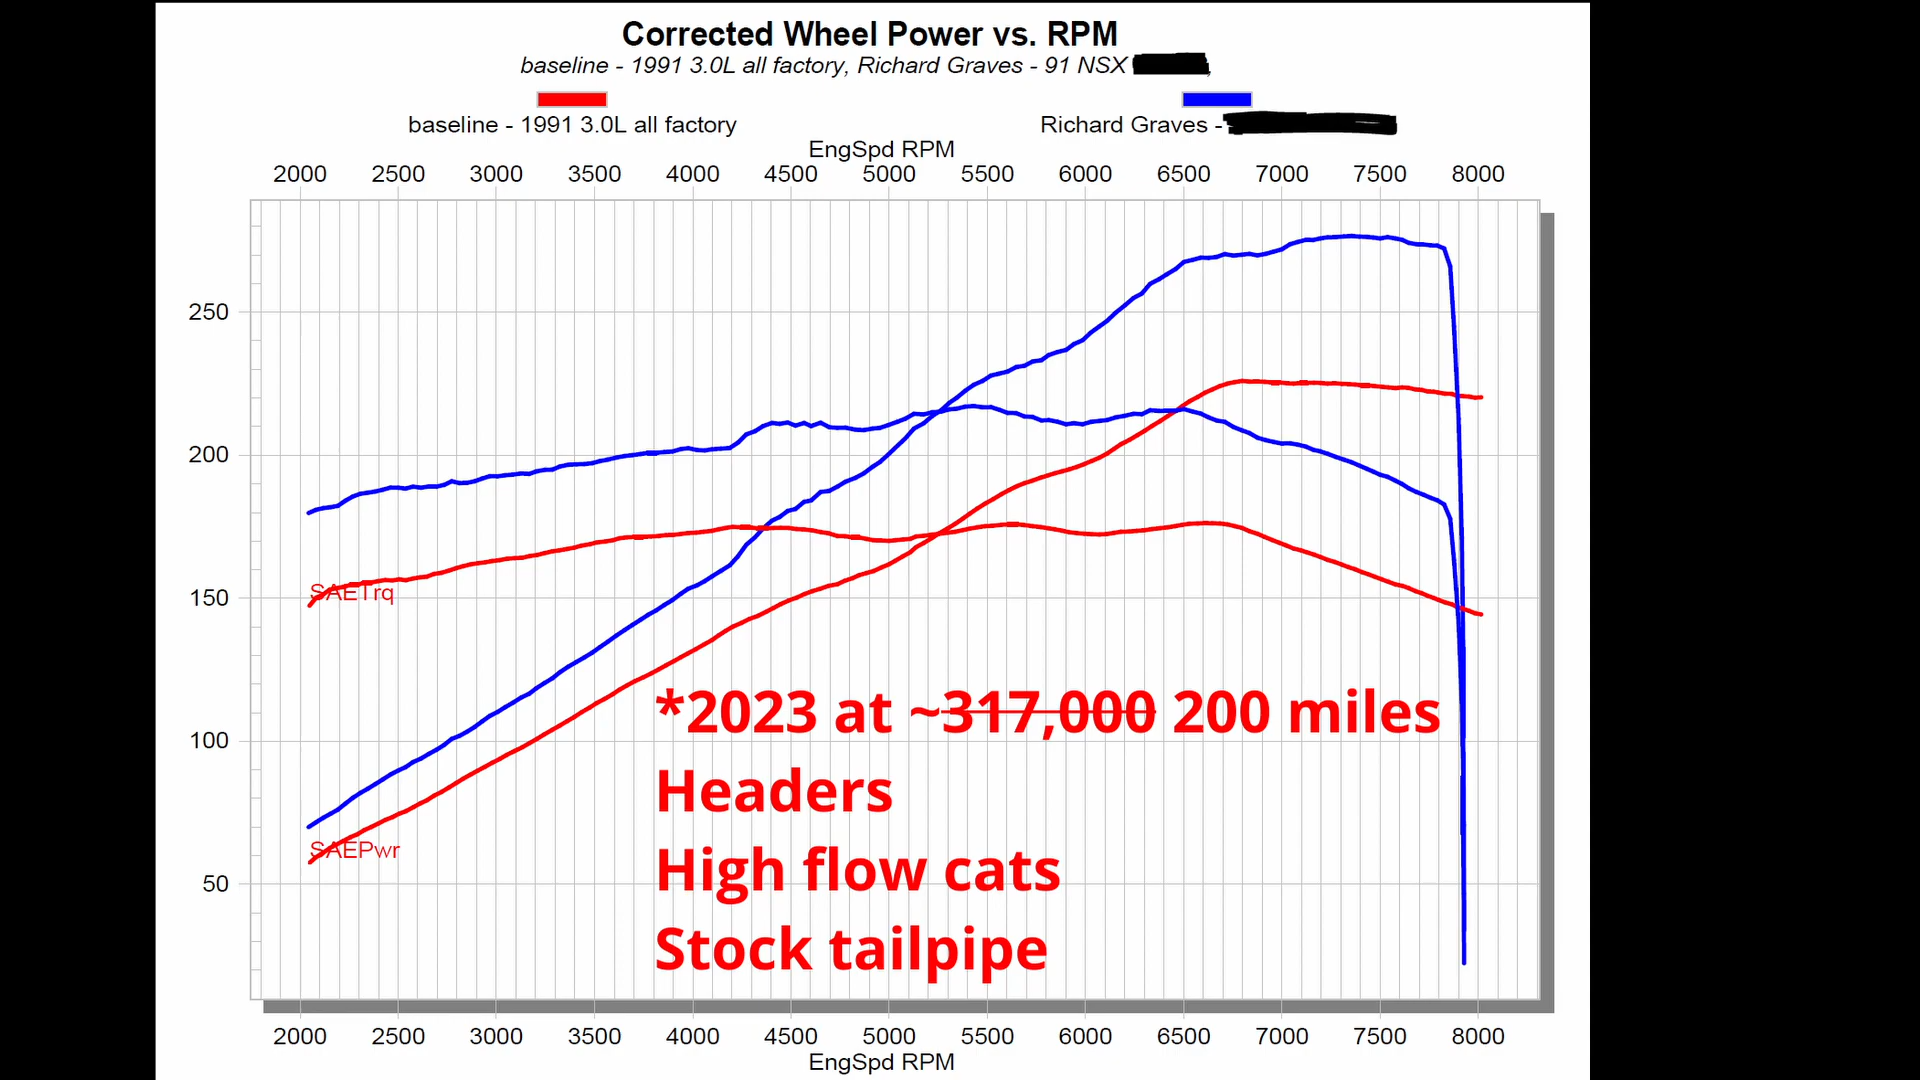 Corrected Wheel Power vs. RPM
baseline - 1991 3.0L all factory, Richard Graves - 91 NSX
baseline - 1991 3.0L all factory
Richard Graves -
EngSpd RPM
2000 2500 3000 3500 4000 4500 5000 5500 6000 6500 7000 7500 8000
250
200
150
100
50
SAETrq
SAEPwr
*2023 at ~317,000 200 miles
Headers
High flow cats
Stock tailpipe
2000 2500 3000 3500 4000 4500 5000 5500 6000 6500 7000 7500 8000
EngSpd RPM